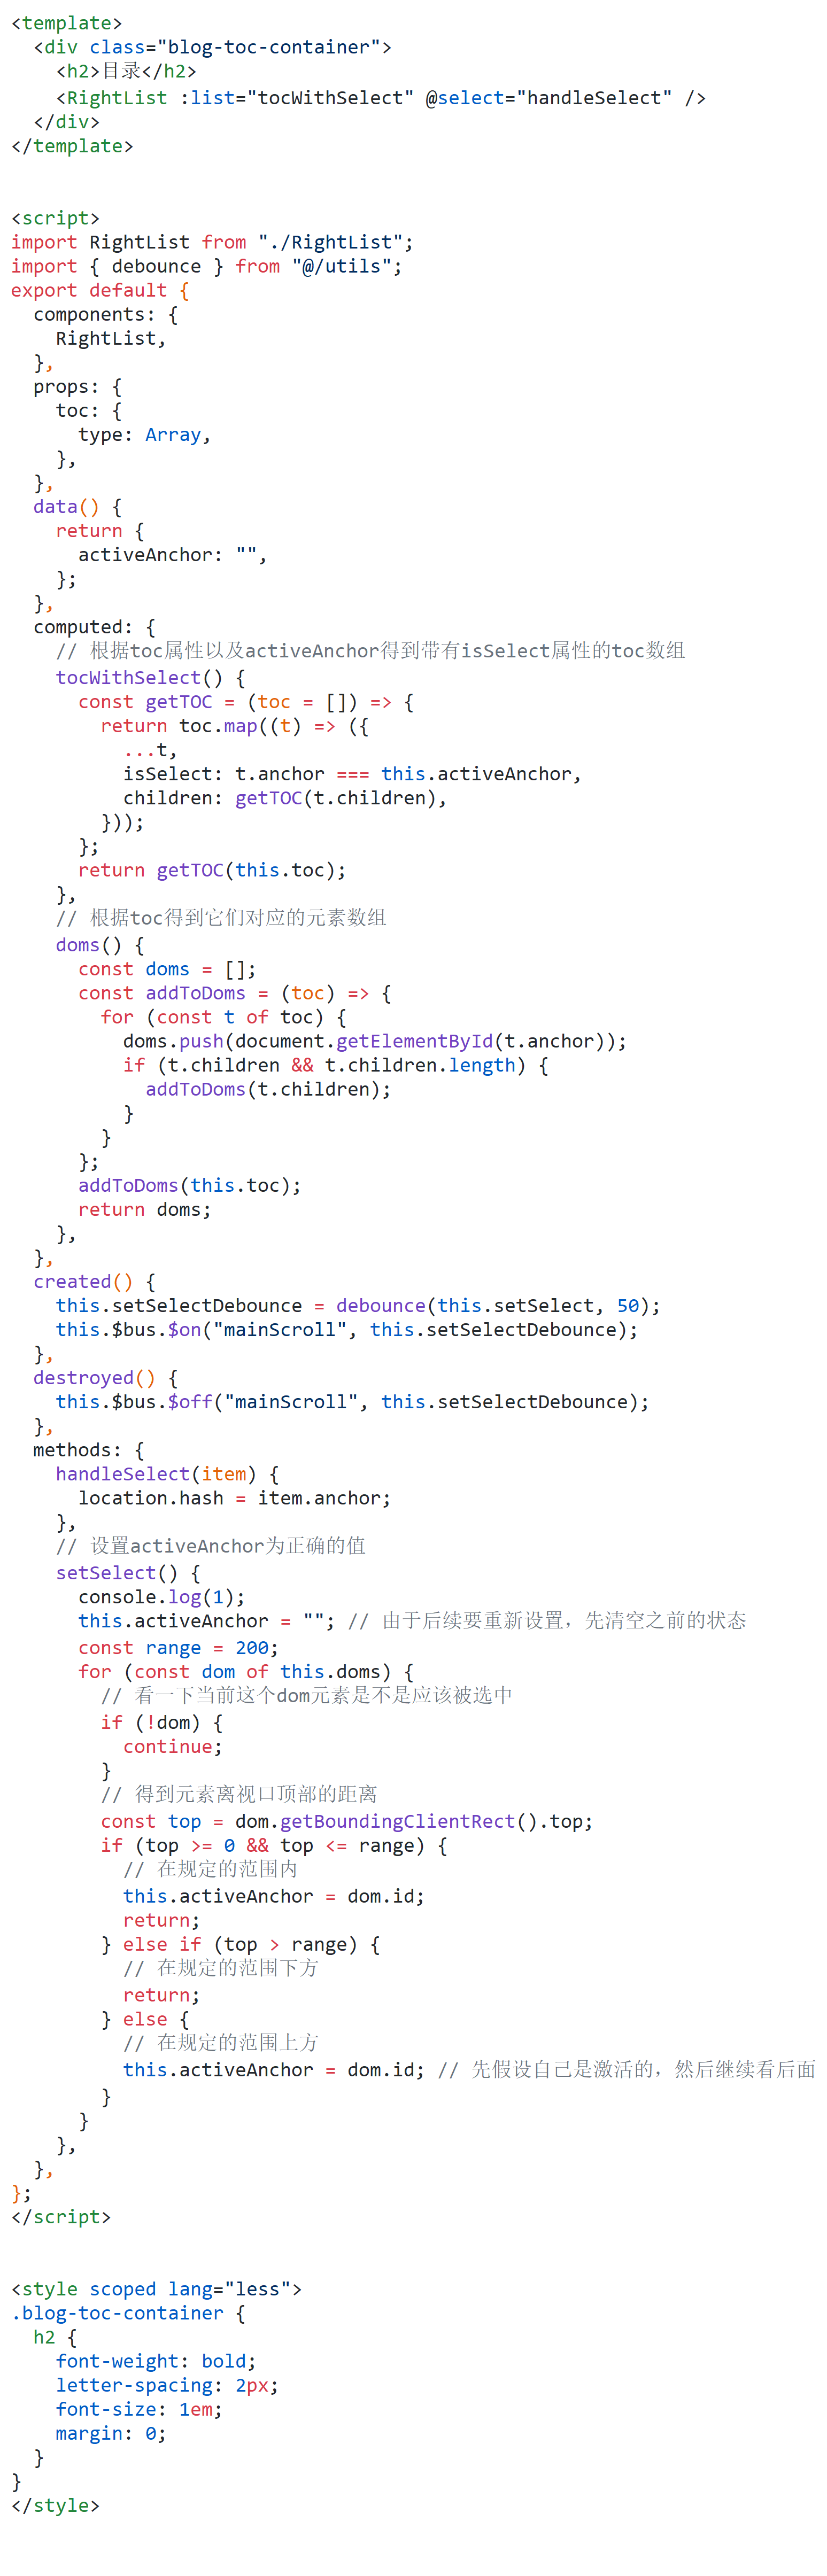 <template>
  <div class="blog-toc-container">
    <h2>目录</h2>
    <RightList :list="tocWithSelect" @select="handleSelect" />
  </div>
</template>


<script>
import RightList from "./RightList";
import { debounce } from "@/utils";
export default {
  components: {
    RightList,
  },
  props: {
    toc: {
      type: Array,
    },
  },
  data() {
    return {
      activeAnchor: "",
    };
  },
  computed: {
    // 根据toc属性以及activeAnchor得到带有isSelect属性的toc数组
    tocWithSelect() {
      const getTOC = (toc = []) => {
        return toc.map((t) => ({
          ...t,
          isSelect: t.anchor === this.activeAnchor,
          children: getTOC(t.children),
        }));
      };
      return getTOC(this.toc);
    },
    // 根据toc得到它们对应的元素数组
    doms() {
      const doms = [];
      const addToDoms = (toc) => {
        for (const t of toc) {
          doms.push(document.getElementById(t.anchor));
          if (t.children && t.children.length) {
            addToDoms(t.children);
          }
        }
      };
      addToDoms(this.toc);
      return doms;
    },
  },
  created() {
    this.setSelectDebounce = debounce(this.setSelect, 50);
    this.$bus.$on("mainScroll", this.setSelectDebounce);
  },
  destroyed() {
    this.$bus.$off("mainScroll", this.setSelectDebounce);
  },
  methods: {
    handleSelect(item) {
      location.hash = item.anchor;
    },
    // 设置activeAnchor为正确的值
    setSelect() {
      console.log(1);
      this.activeAnchor = ""; // 由于后续要重新设置，先清空之前的状态
      const range = 200;
      for (const dom of this.doms) {
        // 看一下当前这个dom元素是不是应该被选中
        if (!dom) {
          continue;
        }
        // 得到元素离视口顶部的距离
        const top = dom.getBoundingClientRect().top;
        if (top >= 0 && top <= range) {
          // 在规定的范围内
          this.activeAnchor = dom.id;
          return;
        } else if (top > range) {
          // 在规定的范围下方
          return;
        } else {
          // 在规定的范围上方
          this.activeAnchor = dom.id; // 先假设自己是激活的，然后继续看后面
        }
      }
    },
  },
};
</script>


<style scoped lang="less">
.blog-toc-container {
  h2 {
    font-weight: bold;
    letter-spacing: 2px;
    font-size: 1em;
    margin: 0;
  }
}
</style>